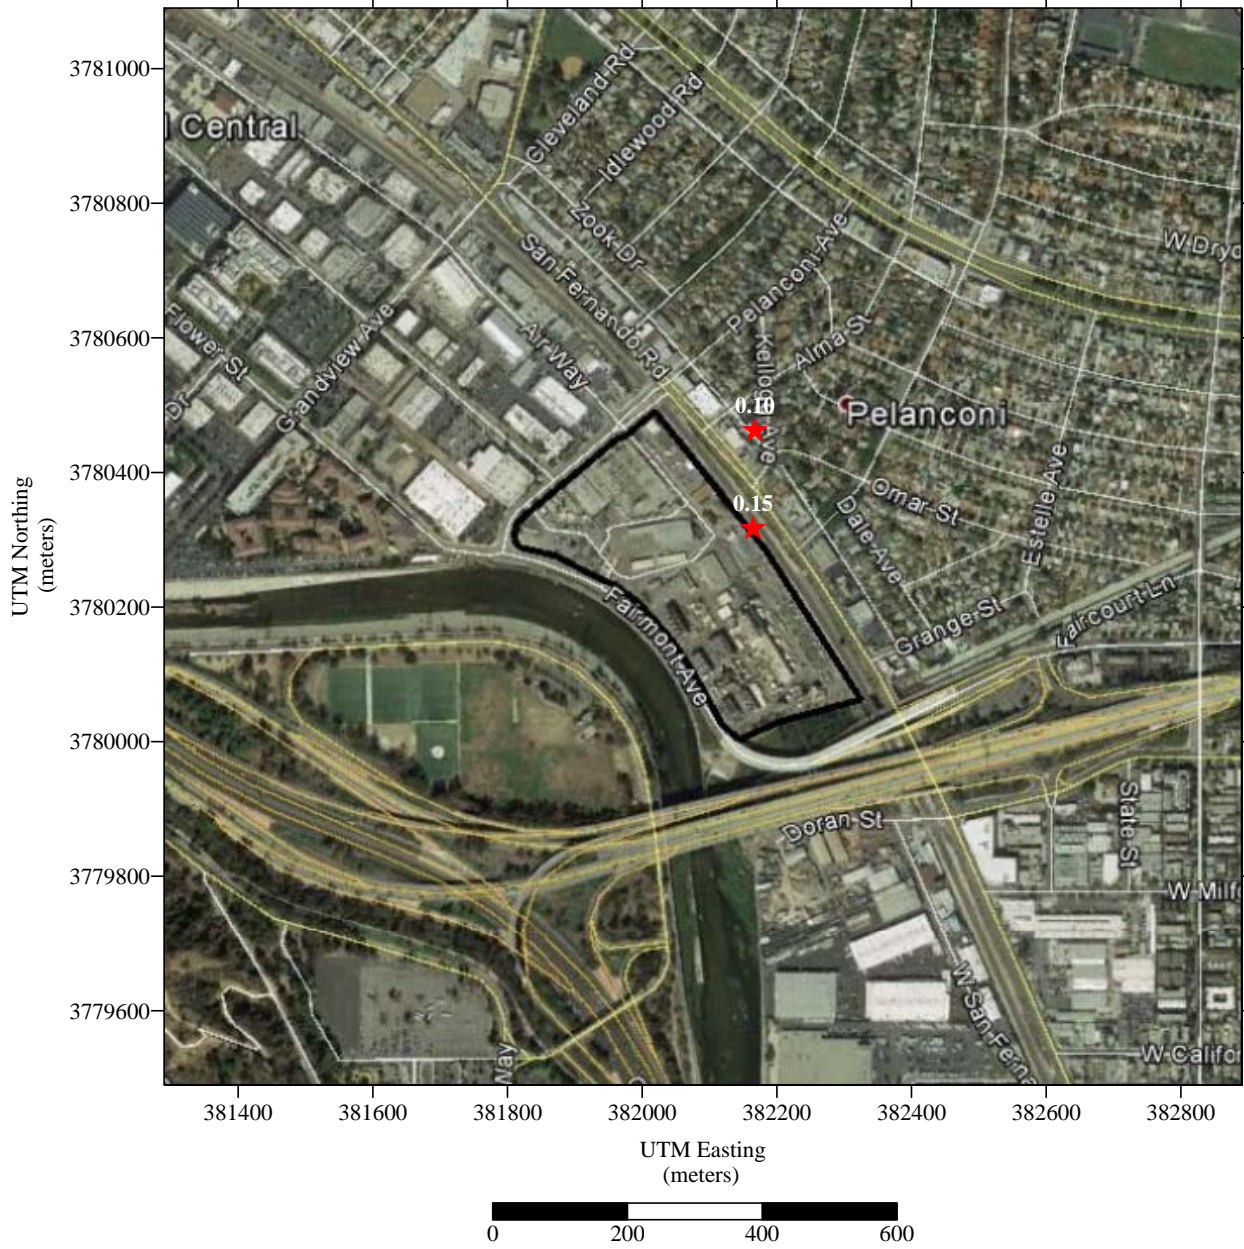 3781000
3780800
3780600
3780400
3780200
3780000
3779800
3779600
UTM Northing
(meters)
l Central
Cleveland Rd
Idlewood Rd
Zook Dr
San Fernando Rd
Pelanconi Ave
W Dryd
Flower St
Grandview Ave
Air Way
Alma St
Dr
0.10
Pelanconi
0.15
Omar St
Dale Ave
Estelle Ave
Fairmont Ave
Grange St
Faircourt Ln
Doran St
State St
W Milf
W San Ferna
W Califor
Way
381400
381600
381800
382000
382200
382400
382600
382800
UTM Easting
(meters)
0
200
400
600